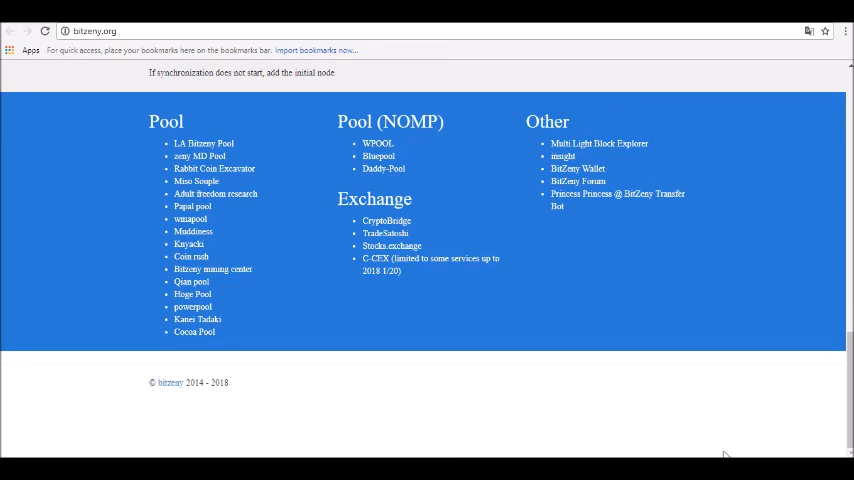 bitzeny.org
Apps For quick access, place your bookmarks here on the bookmarks bar. Import bookmarks now...
If synchronization does not start, add the initial node
Pool
LA Bitzeny Pool
zeny MD Pool
Rabbit Coin Excavator
Miso Souple
Adult freedom research
Papal pool
wmapool
Muddiness
Knyacki
Coin rush
Bitzeny mining center
Qian pool
Hoge Pool
powerpool
Kanei Tadaki
Cocoa Pool
Pool (NOMP)
WPOOL
Bluepool
Daddy-Pool
Exchange
CryptoBridge
TradeSatoshi
Stocks.exchange
C-CEX (limited to some services up to
2018 1/20)
Other
Multi Light Block Explorer
insight
BitZeny Wallet
BitZeny Forum
Princess Princess @ BitZeny Transfer
Bot
© bitzeny 2014 - 2018